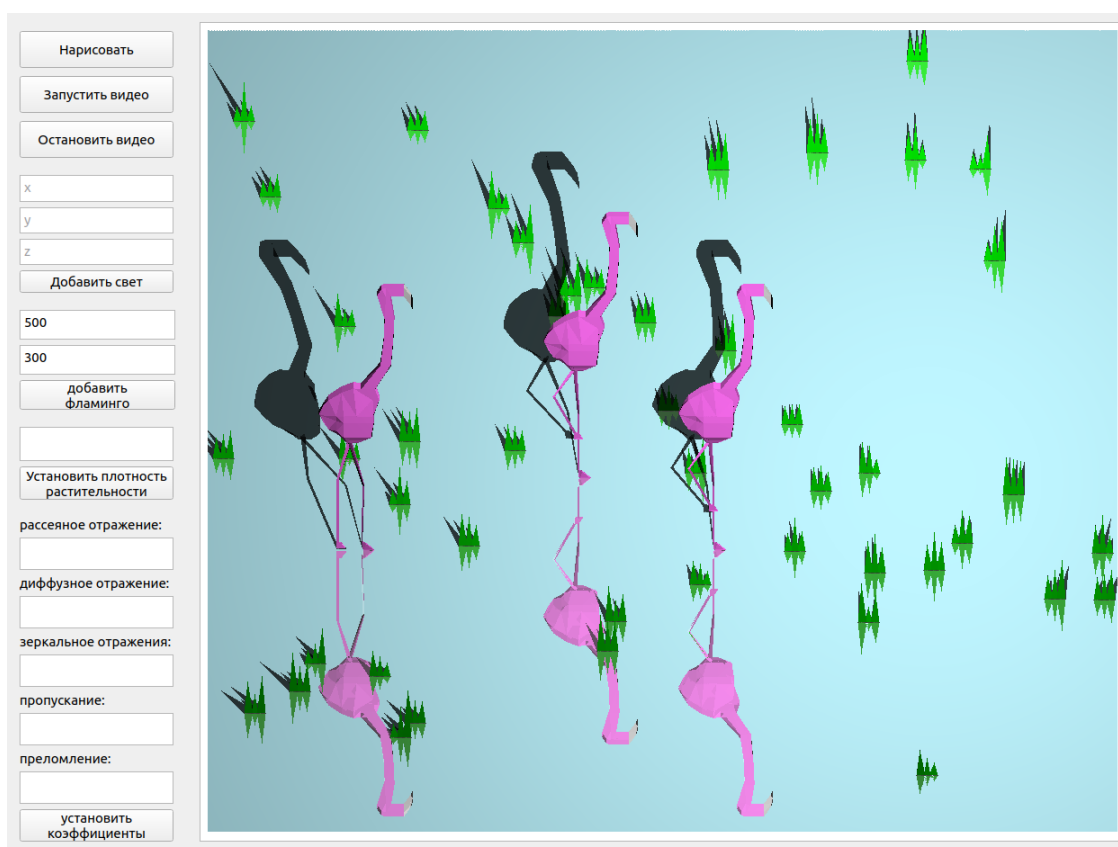 Нарисовать
Запустить видео
Остановить видео
x
y
z
Добавить свет
500
300
добавить
фламинго
Установить плотность
растительности
рассеяное отражение:
диффузное отражение:
зеркальное отражения:
пропускание:
преломление:
установить
коэффициенты